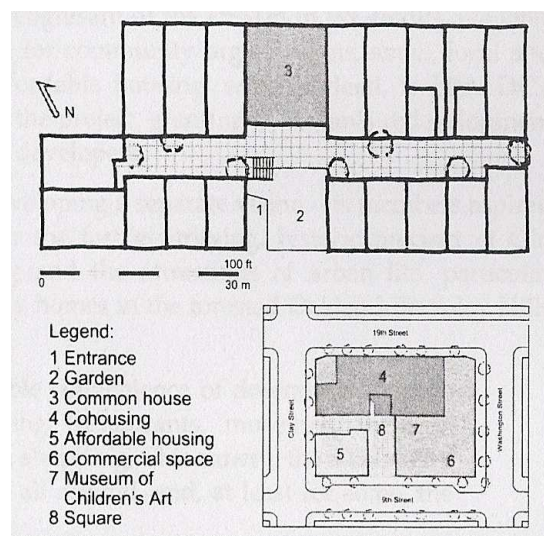 3
N
1
2
100 ft
0
30 m
Legend:
1 Entrance
2 Garden
3 Common house
4 Cohousing
5 Affordable housing
6 Commercial space
7 Museum of
Children's Art
8 Square
19th Street
Clay Street
Washington Street
4
8
7
5
6
9th Street